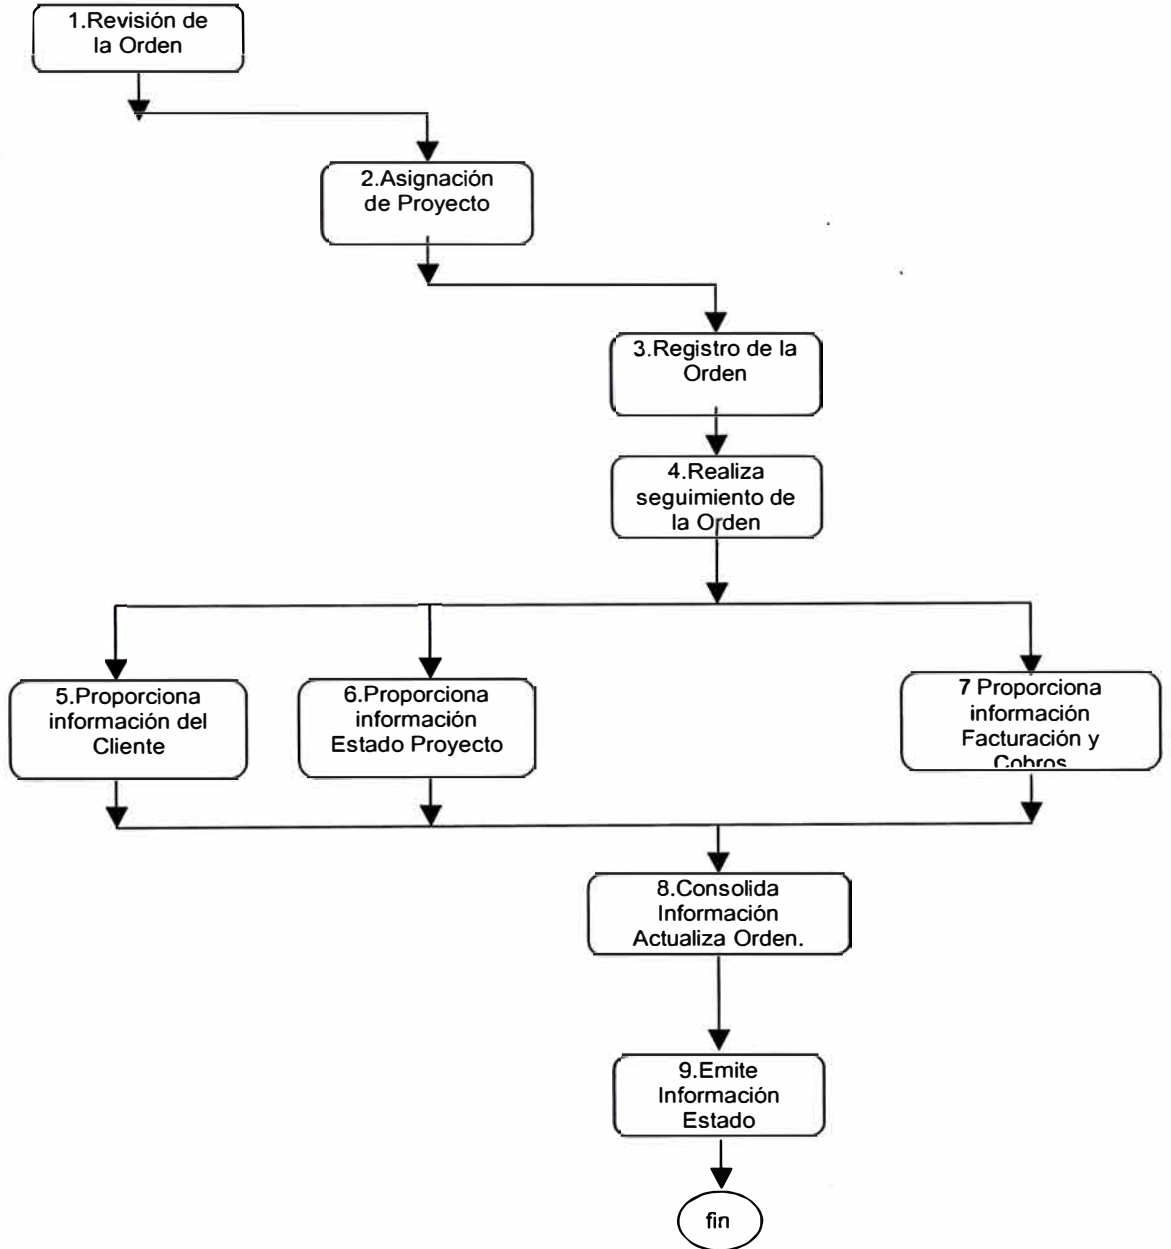 1.Revisión de
la Orden
2.Asignación
de Proyecto
3.Registro de la
Orden
4.Realiza
seguimiento de
la Orden
5.Proporciona
información del
Cliente
6.Proporciona
información
Estado Proyecto
7 Proporciona
información
Facturación y
Cobros
8.Consolida
Información
Actualiza Orden.
9.Emite
Información
Estado
fin